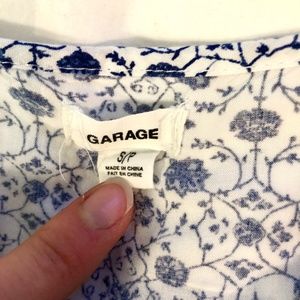 GARAGE
S/P
MADE IN CHINA
FAIT EN CHINE